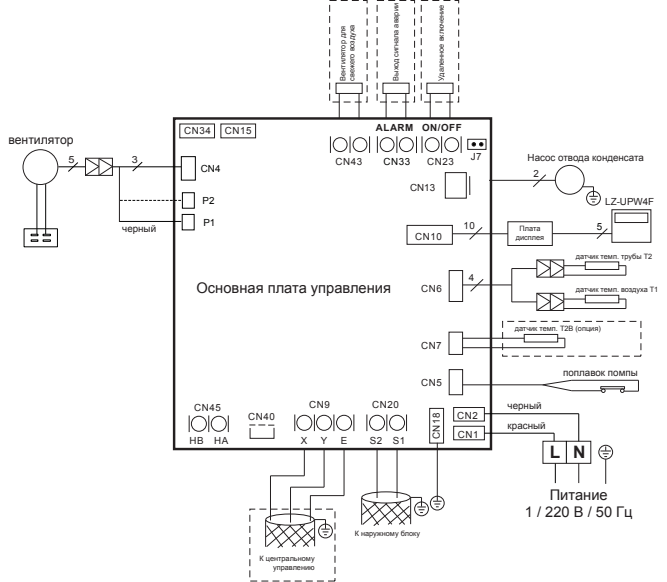 Вентилятор для
свежего воздуха
Выход сигнала аварии
Удаленное включение
ALARM ON/OFF
CN34 CN15
CN43 CN33 CN23 J7
вентилятор
5 3
CN4
P2
P1
черный
Насос отвода конденсата
2
CN13
LZ-UPW4F
CN10
10
Плата
дисплея
5
Основная плата управления
датчик темп. трубы T2
CN6
4
датчик темп. воздуха T1
датчик темп. T2B (опция)
CN7
CN5
поплавок помпы
CN45
HB HA
CN40
CN9
X Y E
CN20
S2 S1
CN18
CN2
черный
CN1
красный
L N
Питание
1 / 220 В / 50 Гц
К центральному
управлению
К наружному блоку